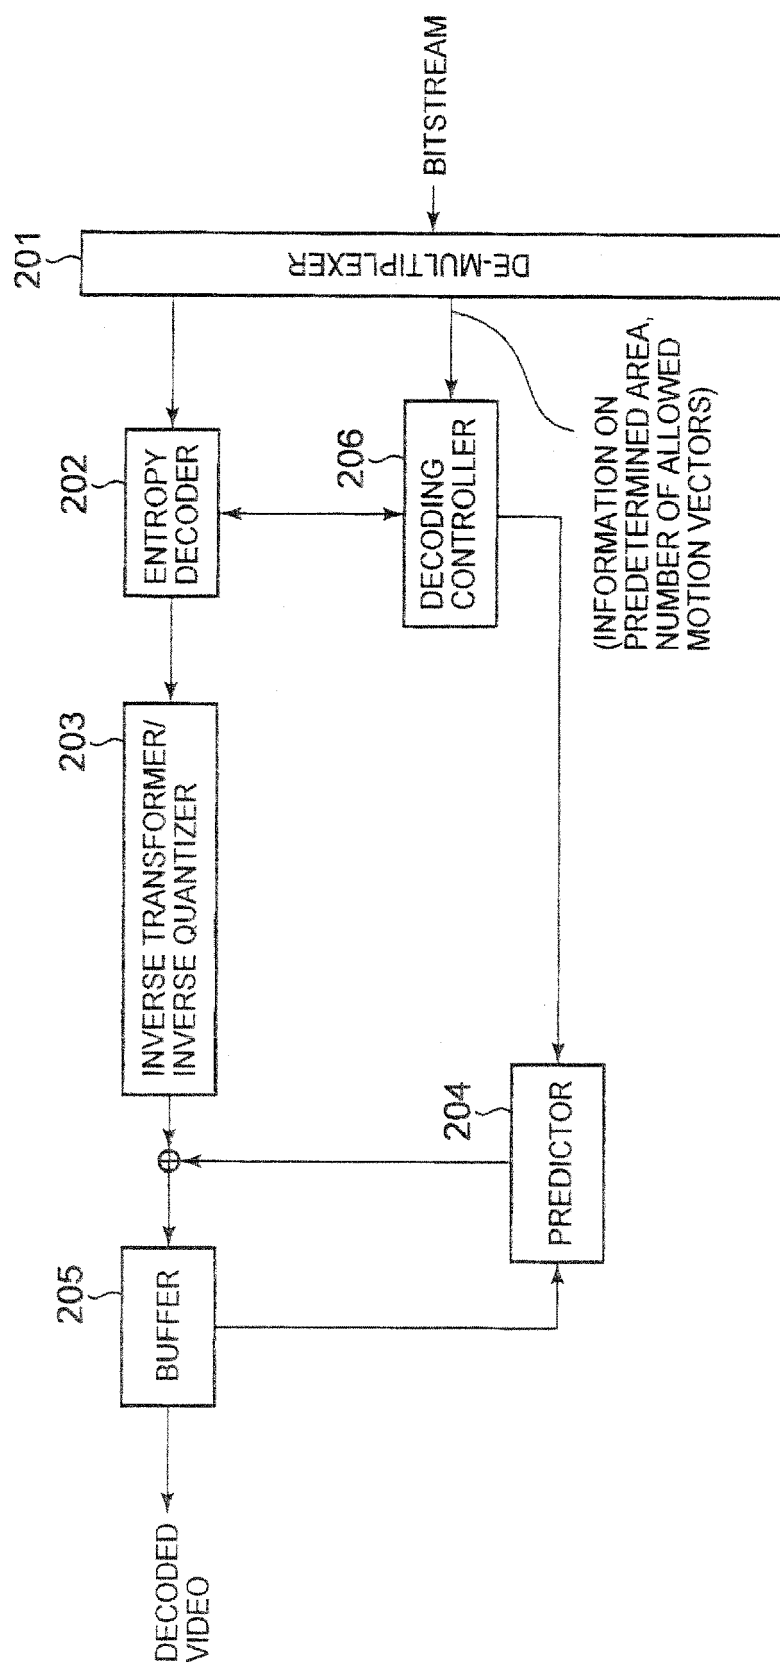 BITSTREAM
201
DE-MULTIPLEXER
(INFORMATION ON
PREDETERMINED AREA,
NUMBER OF ALLOWED
MOTION VECTORS)
202
ENTROPY
DECODER
206
DECODING
CONTROLLER
203
INVERSE TRANSFORMER/
INVERSE QUANTIZER
204
PREDICTOR
205
BUFFER
DECODED
VIDEO